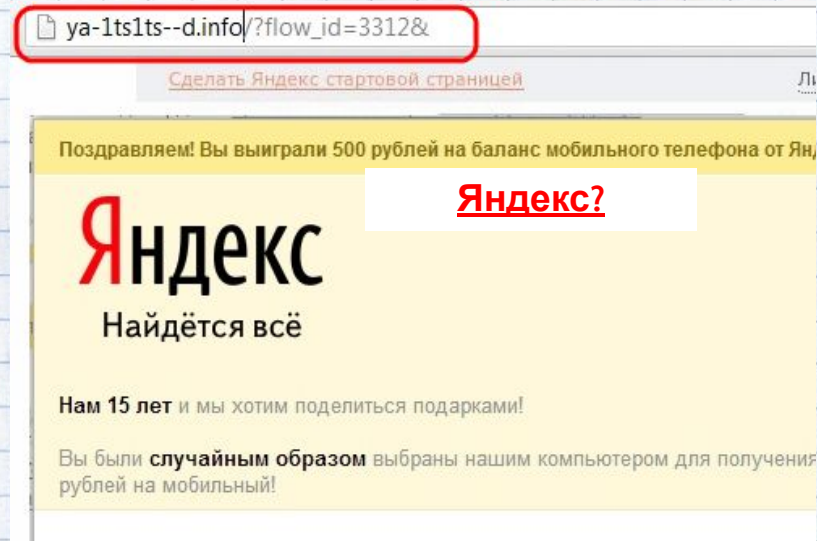 ya-1ts1ts--d.info/?flow_id=3312&
Сделать Яндекс стартовой страницей
Поздравляем! Вы выиграли 500 рублей на баланс мобильного телефона от
Яндекс?
Яндекс
Найдётся всё
Нам 15 лет и мы хотим поделиться подарками!
Вы были случайным образом выбраны нашим компьютером для получения
рублей на мобильный!